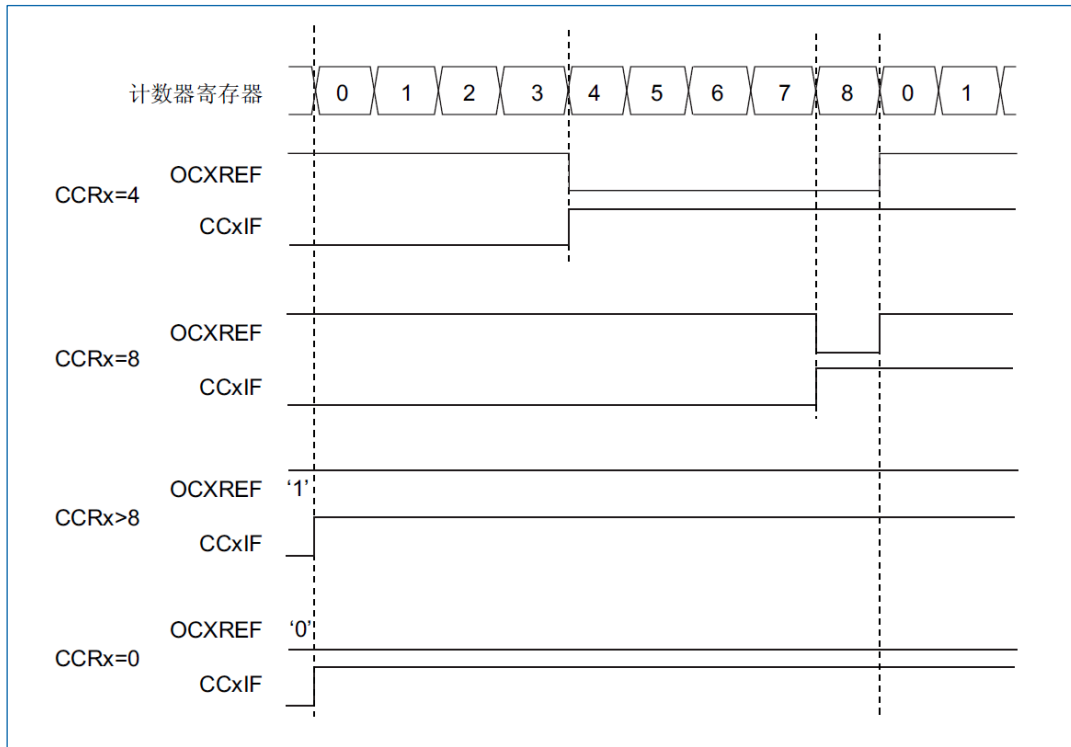 计数器寄存器 0 1 2 3 4 5 6 7 8 0 1
OCXREF
CCRx=4
CCxIF
OCXREF
CCRx=8
CCxIF
OCXREF ‘1’
CCRx>8
CCxIF
OCXREF ‘0’
CCRx=0
CCxIF